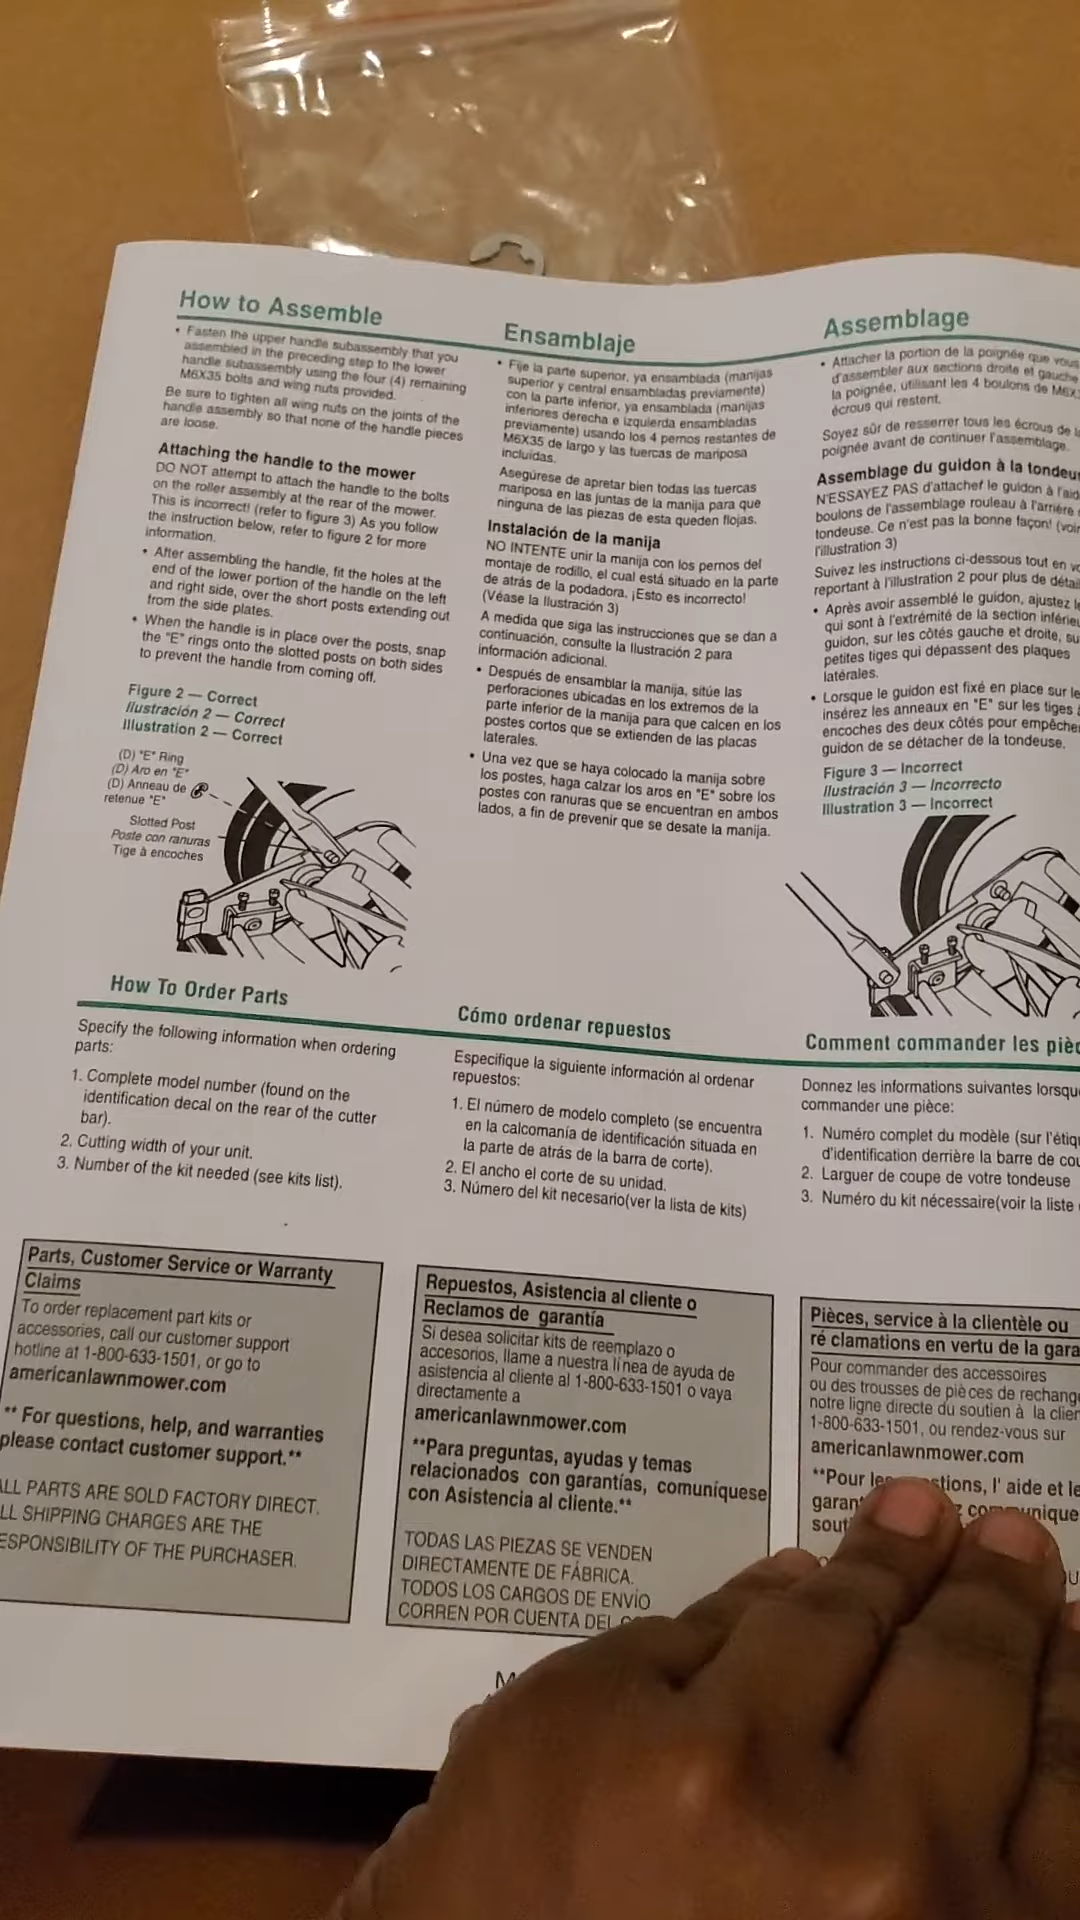 How to Assemble
• Fasten the upper handle subassembly that you
assembled in the preceding step to the lower
handle subassembly using the four (4) remaining
M6X35 bolts and wing nuts provided.
Be sure to tighten all wing nuts on the joints of the
handle assembly so that none of the handle pieces
are loose.
Attaching the handle to the mower
DO NOT attempt to attach the handle to the bolts
on the roller assembly at the rear of the mower.
This is incorrect! (refer to figure 3) As you follow
the instruction below, refer to figure 2 for more
information.
• After assembling the handle, fit the holes at the
end of the lower portion of the handle on the left
and right side, over the short posts extending out
from the side plates.
• When the handle is in place over the posts, snap
the "E" rings onto the slotted posts on both sides
to prevent the handle from coming off.
Figure 2 — Correct
Ilustración 2 — Correct
Illustration 2 — Correct
(D) "E" Ring
(D) Aro en "E"
(D) Anneau de
retenue "E"
Slotted Post
Poste con ranuras
Tige à encoches
Ensamblaje
• Fije la parte superior, ya ensamblada (manijas
superior y central ensambladas previamente)
con la parte inferior, ya ensamblada (manijas
inferiores derecha e izquierda ensambladas
previamente) usando los 4 pernos restantes de
M6X35 de largo y las tuercas de mariposa
incluidas.
Asegúrese de apretar bien todas las tuercas
mariposa en las juntas de la manija para que
ninguna de las piezas de esta queden flojas.
Instalación de la manija
NO INTENTE unir la manija con los pernos del
montaje de rodillo, el cual está situado en la parte
de atrás de la podadora, ¡Esto es incorrecto!
(Véase la Ilustración 3)
A medida que siga las instrucciones que se dan a
continuación, consulte la Ilustración 2 para
información adicional.
• Después de ensamblar la manija, sitúe las
perforaciones ubicadas en los extremos de la
parte inferior de la manija para que calcen en los
postes cortos que se extienden de las placas
laterales.
• Una vez que se haya colocado la manija sobre
los postes, haga calzar los aros en "E" sobre los
postes con ranuras que se encuentran en ambos
lados, a fin de prevenir que se desate la manija.
Assemblage
• Attacher la portion de la poignée que vous
d'assembler aux sections droite et gauche
la poignée, utilisant les 4 boulons de M6X
écrous qui restent.
Soyez sûr de resserrer tous les écrous de
poignée avant de continuer l'assemblage.
Assemblage du guidon à la
N'ESSAYEZ PAS d'attacher le guidon à
boulons de l'assemblage rouleau à l'arrière
tondeuse. Ce n'est pas la bonne façon! (voir
l'illustration 3)
Suivez les instructions ci-dessous tout en
reportant à l'illustration 2 pour plus de
• Après avoir assemblé le guidon, ajustez
qui sont à l'extrémité de la section
guidon, sur les côtés gauche et droite,
petites tiges qui dépassent des plaques
latérales.
• Lorsque le guidon est fixé en place sur
insérez les anneaux en "E" sur les tiges
encoches des deux côtés pour
guidon de se détacher de la tondeuse.
Figure 3 — Incorrect
Ilustración 3 — Incorrecto
Illustration 3 — Incorrect
How To Order Parts
Specify the following information when ordering
parts:
1. Complete model number (found on the
identification decal on the rear of the cutter
bar).
2. Cutting width of your unit.
3. Number of the kit needed (see kits list).
Cómo ordenar repuestos
Especifique la siguiente información al ordenar
repuestos:
1. El número de modelo completo (se encuentra
en la calcomanía de identificación situada en
la parte de atrás de la barra de corte).
2. El ancho el corte de su unidad.
3. Número del kit necesario(ver la lista de kits)
Comment commander les
Donnez les informations suivantes
commander une pièce:
1. Numéro complet du modèle (sur
d'identification derrière la barre de
2. Larguer de coupe de votre tondeuse
3. Numéro du kit nécessaire(voir la liste
Parts, Customer Service or Warranty
Claims
To order replacement part kits or
accessories, call our customer support
hotline at 1-800-633-1501, or go to
americanlawnmower.com
** For questions, help, and warranties
please contact customer support.**
ALL PARTS ARE SOLD FACTORY DIRECT.
ALL SHIPPING CHARGES ARE THE
RESPONSIBILITY OF THE PURCHASER.
Repuestos, Asistencia al cliente o
Reclamos de garantía
Si desea solicitar kits de reemplazo o
accesorios, llame a nuestra línea de ayuda de
asistencia al cliente al 1-800-633-1501 o vaya
directamente a
americanlawnmower.com
**Para preguntas, ayudas y temas
relacionados con garantías, comuníquese
con Asistencia al cliente.**
TODAS LAS PIEZAS SE VENDEN
DIRECTAMENTE DE FÁBRICA.
TODOS LOS CARGOS DE ENVÍO
CORREN POR CUENTA DEL
Pièces, service à la clientèle ou
ré clamations en vertu de la
Pour commander des accessoires
ou des trousses de pièces de
notre ligne directe du soutien à la
1-800-633-1501, ou rendez-vous sur
americanlawnmower.com
**Pour l' aide et